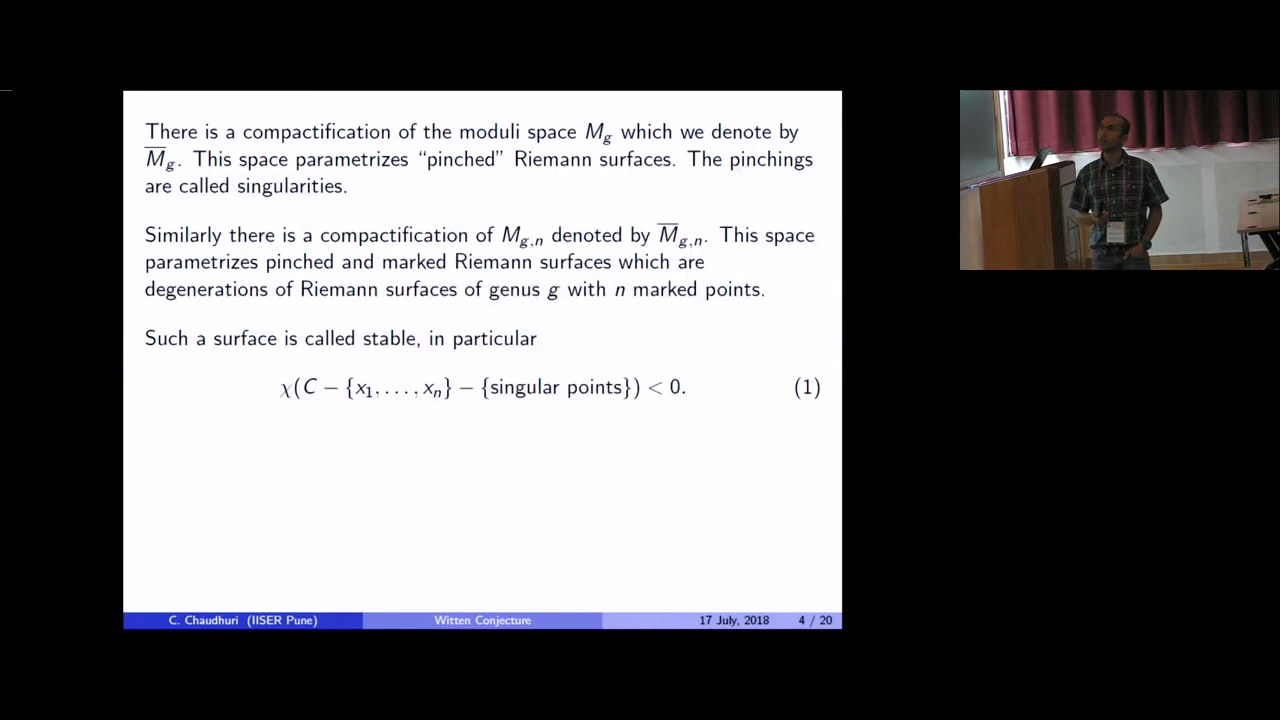 There is a compactification of the moduli space M_g which we denote by
M̅_g. This space parametrizes “pinched” Riemann surfaces. The pinchings
are called singularities.
Similarly there is a compactification of M_{g,n} denoted by M̅_{g,n}. This space
parametrizes pinched and marked Riemann surfaces which are
degenerations of Riemann surfaces of genus g with n marked points.
Such a surface is called stable, in particular
χ(C − {x₁, . . . , xₙ} − {singular points}) < 0. (1)
C. Chaudhuri (IISER Pune) Witten Conjecture 17 July, 2018 4 / 20